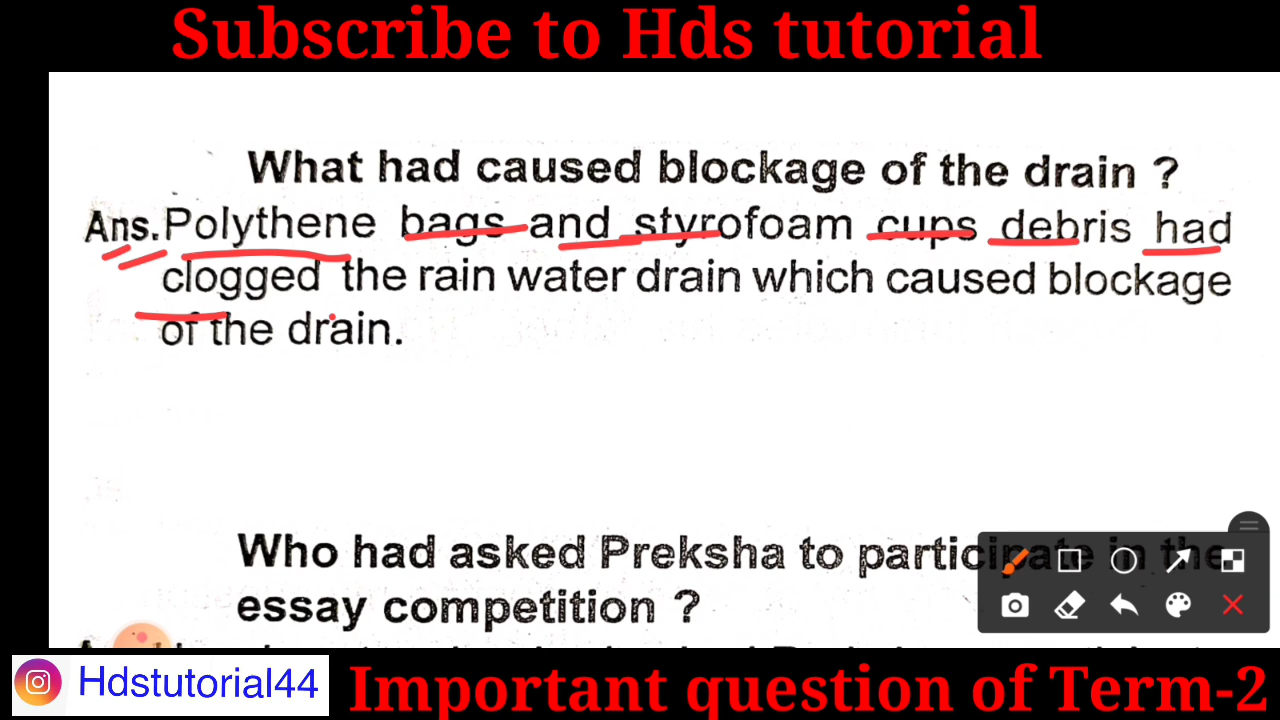 Subscribe to Hds tutorial
What had caused blockage of the drain ?
Ans. Polythene bags and styrofoam cups debris had
clogged the rain water drain which caused blockage
of the drain.
Who had asked Preksha to participate in the
essay competition ?
Hdstutorial44
Important question of Term-2